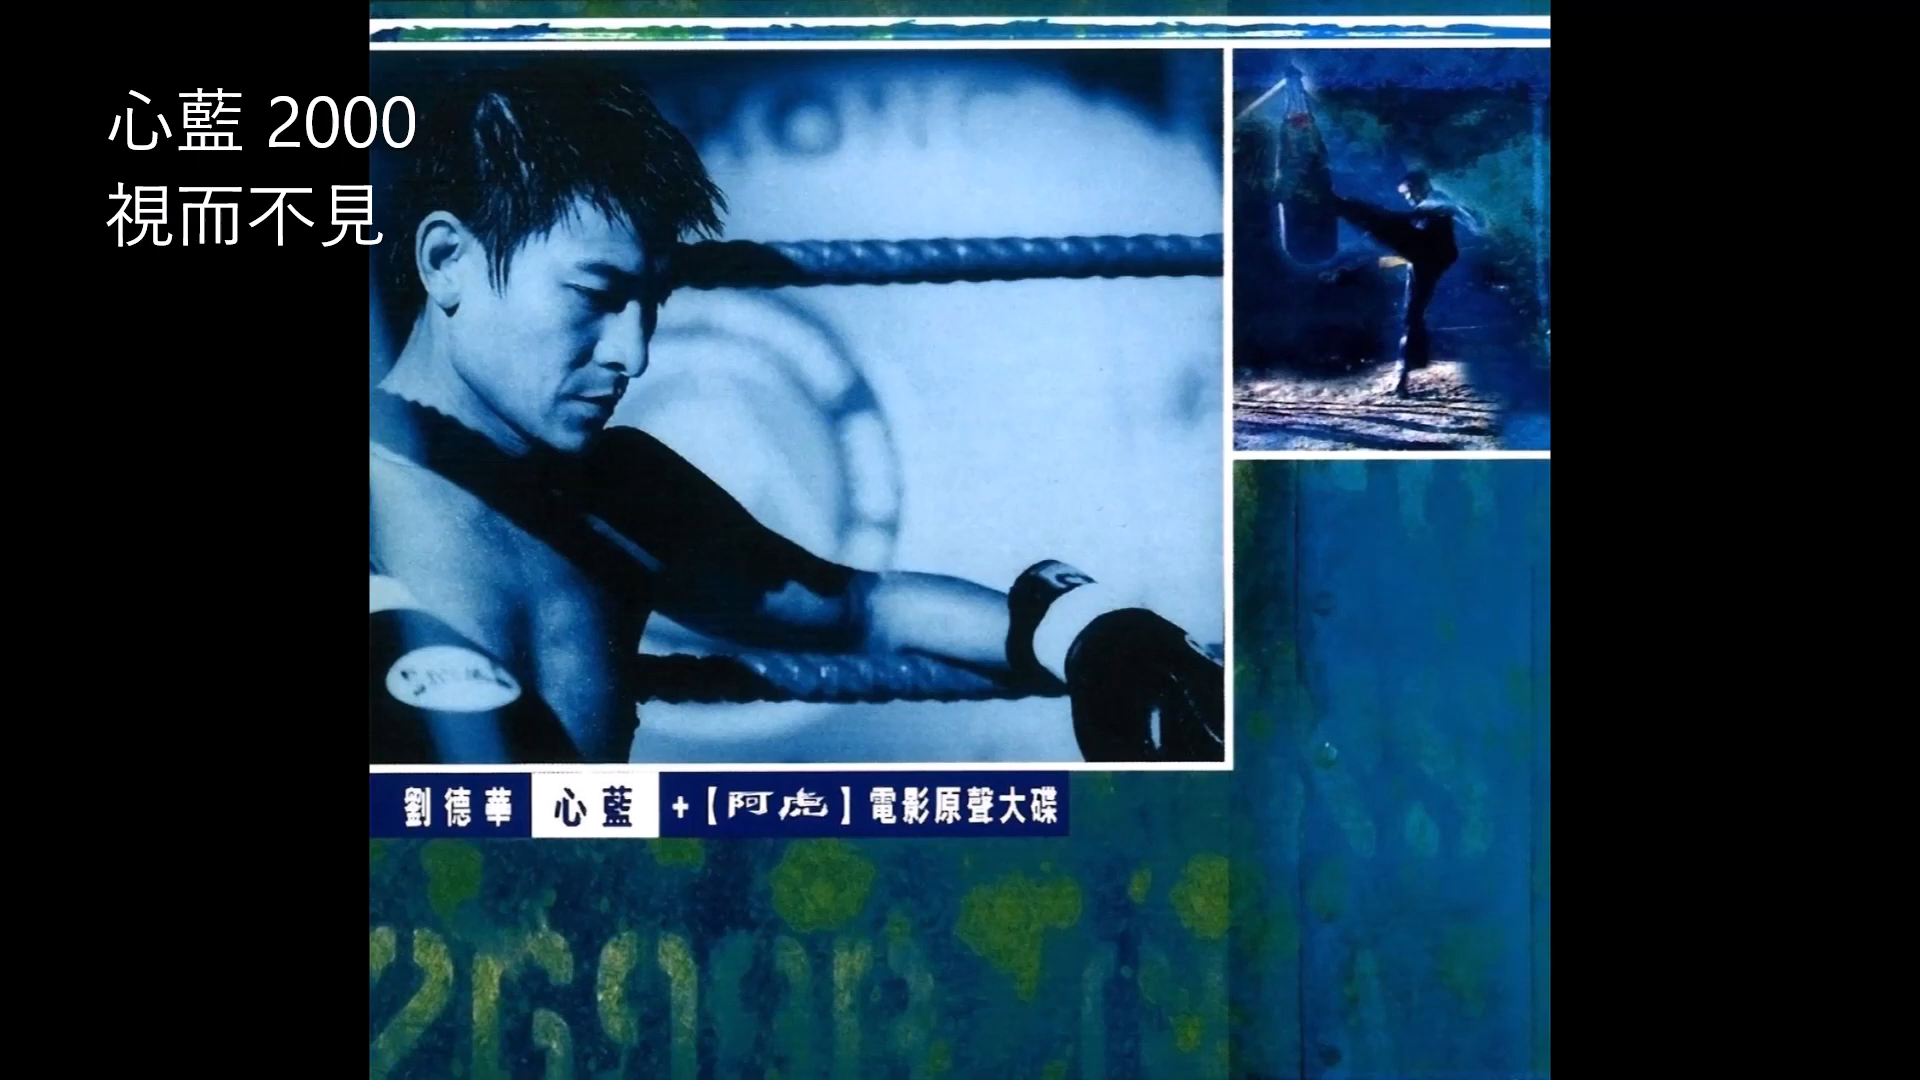 心藍 2000
視而不見
劉德華 心藍 +【阿虎】電影原聲大碟